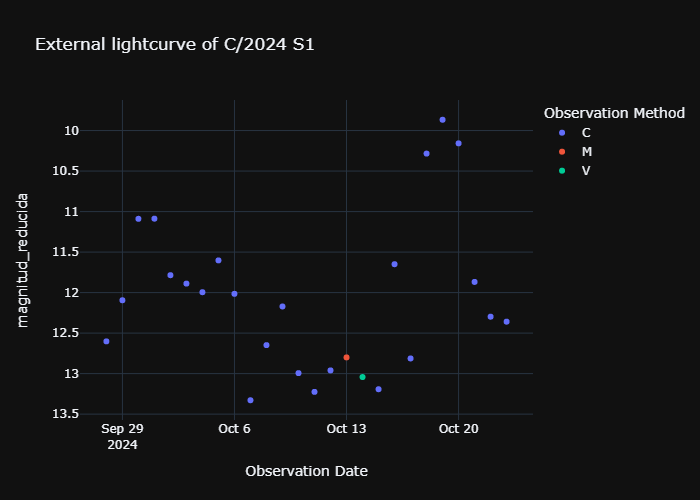 External lightcurve of C/2024 S1
Observation Method
C
M
V
10
10.5
11
11.5
12
12.5
13
13.5
magnitud_reducida
Sep 29
2024
Oct 6
Oct 13
Oct 20
Observation Date